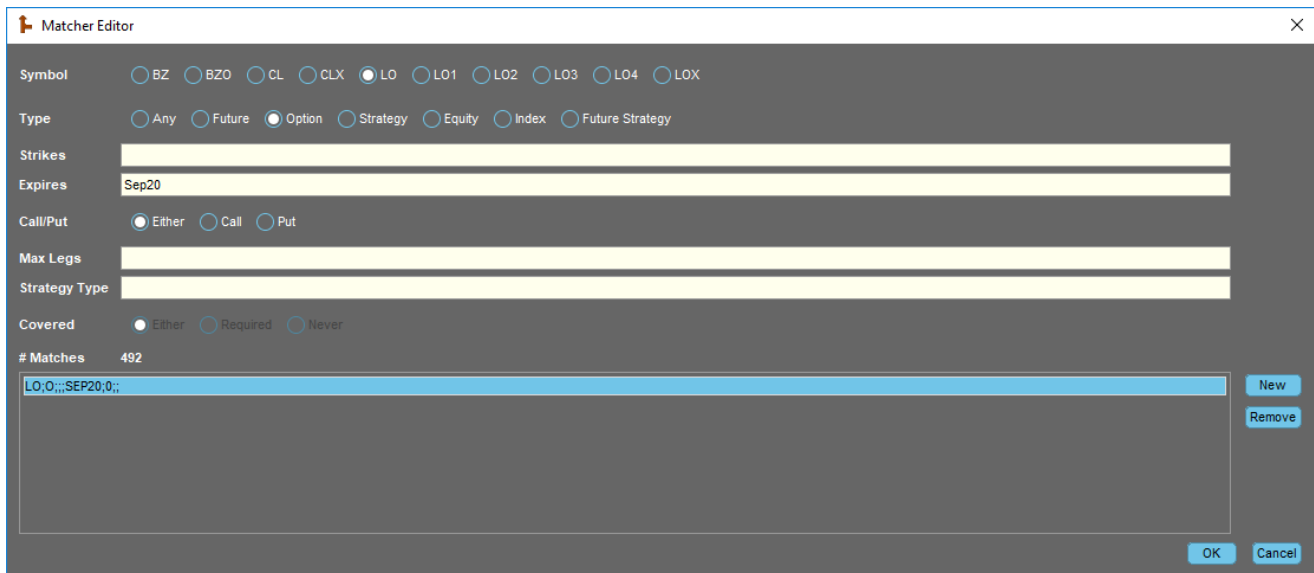 Matcher Editor
Symbol BZ BZO CL CLX LO LO1 LO2 LO3 LO4 LOX
Type Any Future Option Strategy Equity Index Future Strategy
Strikes
Expires Sep20
Call/Put Either Call Put
Max Legs
Strategy Type
Covered Either Required Never
# Matches 492
LO;O;;;SEP20;0;;
New
Remove
OK Cancel